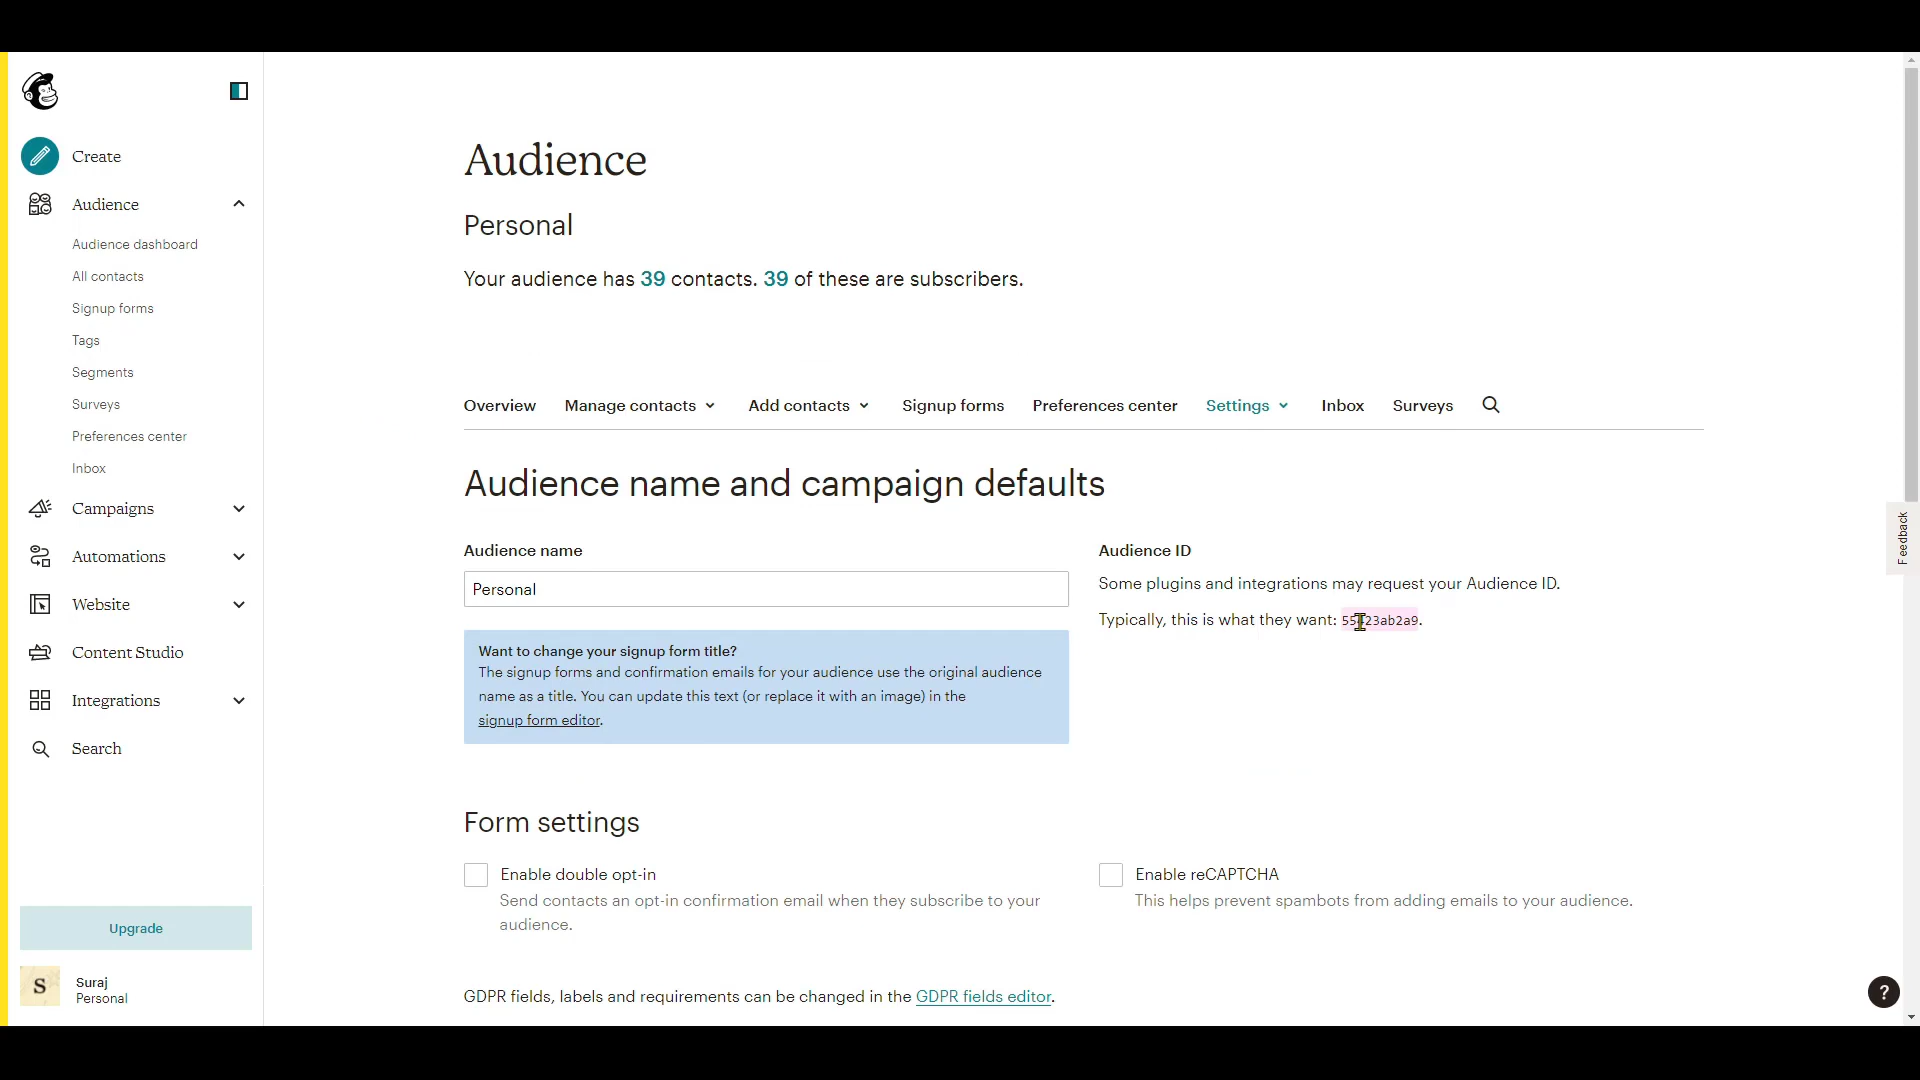 Create
Audience
Audience dashboard
All contacts
Signup forms
Tags
Segments
Surveys
Preferences center
Inbox
Campaigns
Automations
Website
Content Studio
Integrations
Search
Upgrade
S
Suraj
Personal
Audience
Personal
Your audience has 39 contacts. 39 of these are subscribers.
Overview Manage contacts Add contacts Signup forms Preferences center Settings Inbox Surveys
Audience name and campaign defaults
Audience name
Personal
Want to change your signup form title?
The signup forms and confirmation emails for your audience use the original audience
name as a title. You can update this text (or replace it with an image) in the
signup form editor.
Audience ID
Some plugins and integrations may request your Audience ID.
Typically, this is what they want:
Form settings
Enable double opt-in
Send contacts an opt-in confirmation email when they subscribe to your
audience.
Enable reCAPTCHA
This helps prevent spambots from adding emails to your audience.
GDPR fields, labels and requirements can be changed in the GDPR fields editor.
Feedback
?